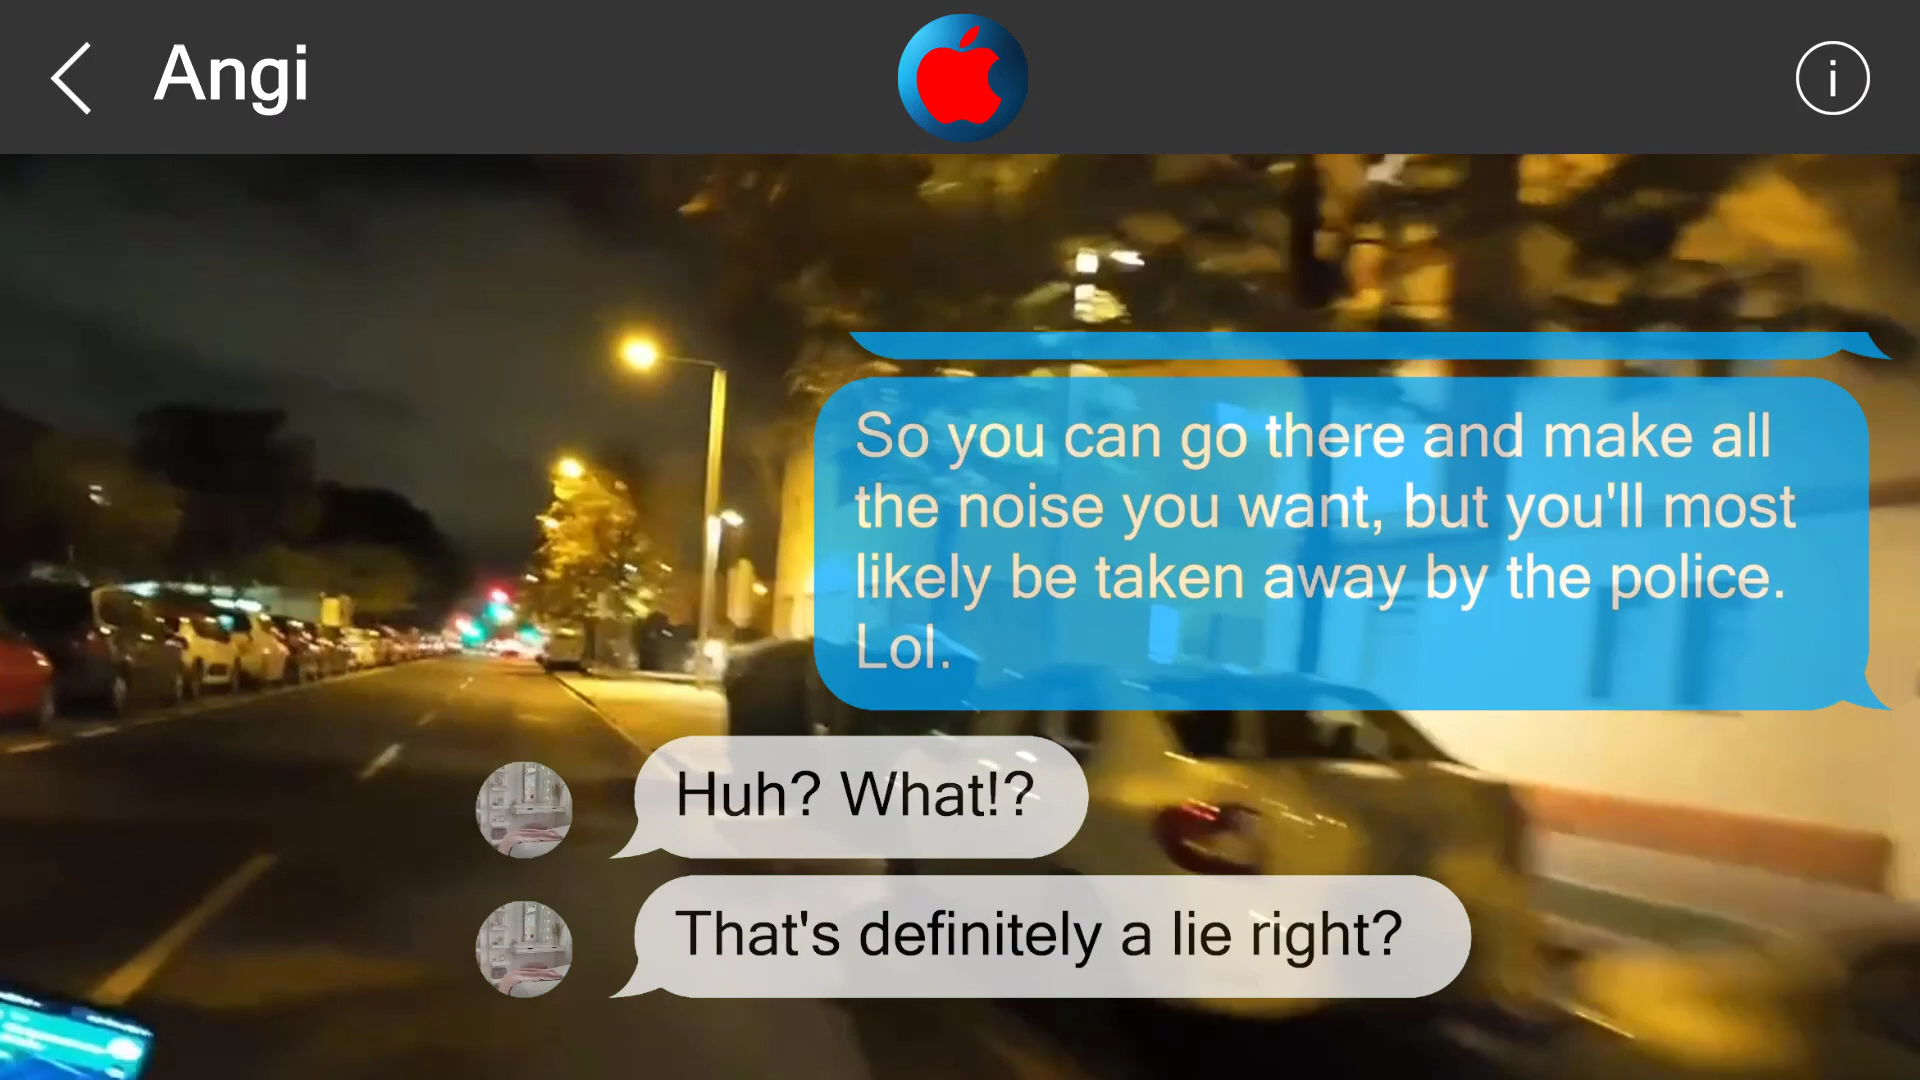 Angi
So you can go there and make all
the noise you want, but you'll most
likely be taken away by the police.
Lol.
Huh? What!?
That's definitely a lie right?